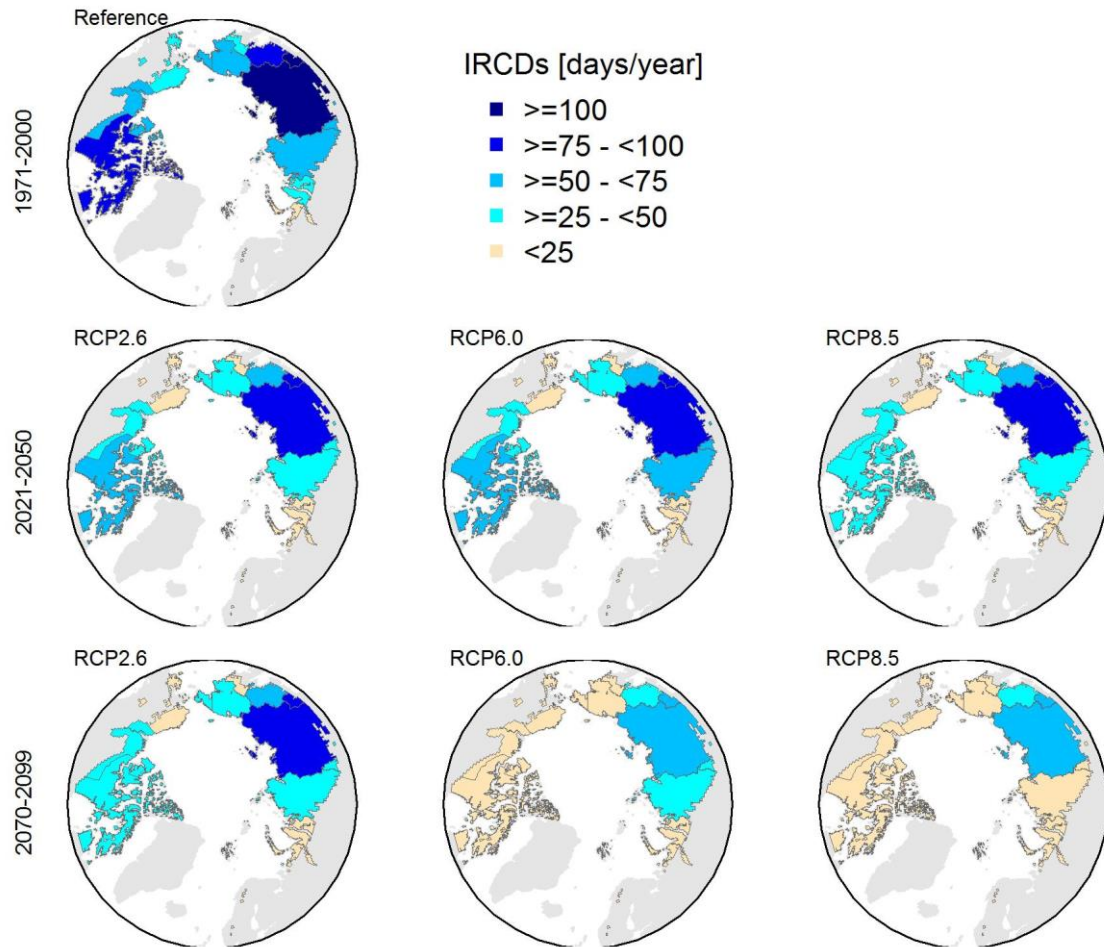 Reference
IRCDs [days/year]
>=100
>=75 - <100
>=50 - <75
>=25 - <50
<25
1971-2000
RCP2.6
RCP6.0
RCP8.5
2021-2050
RCP2.6
RCP6.0
RCP8.5
2070-2099